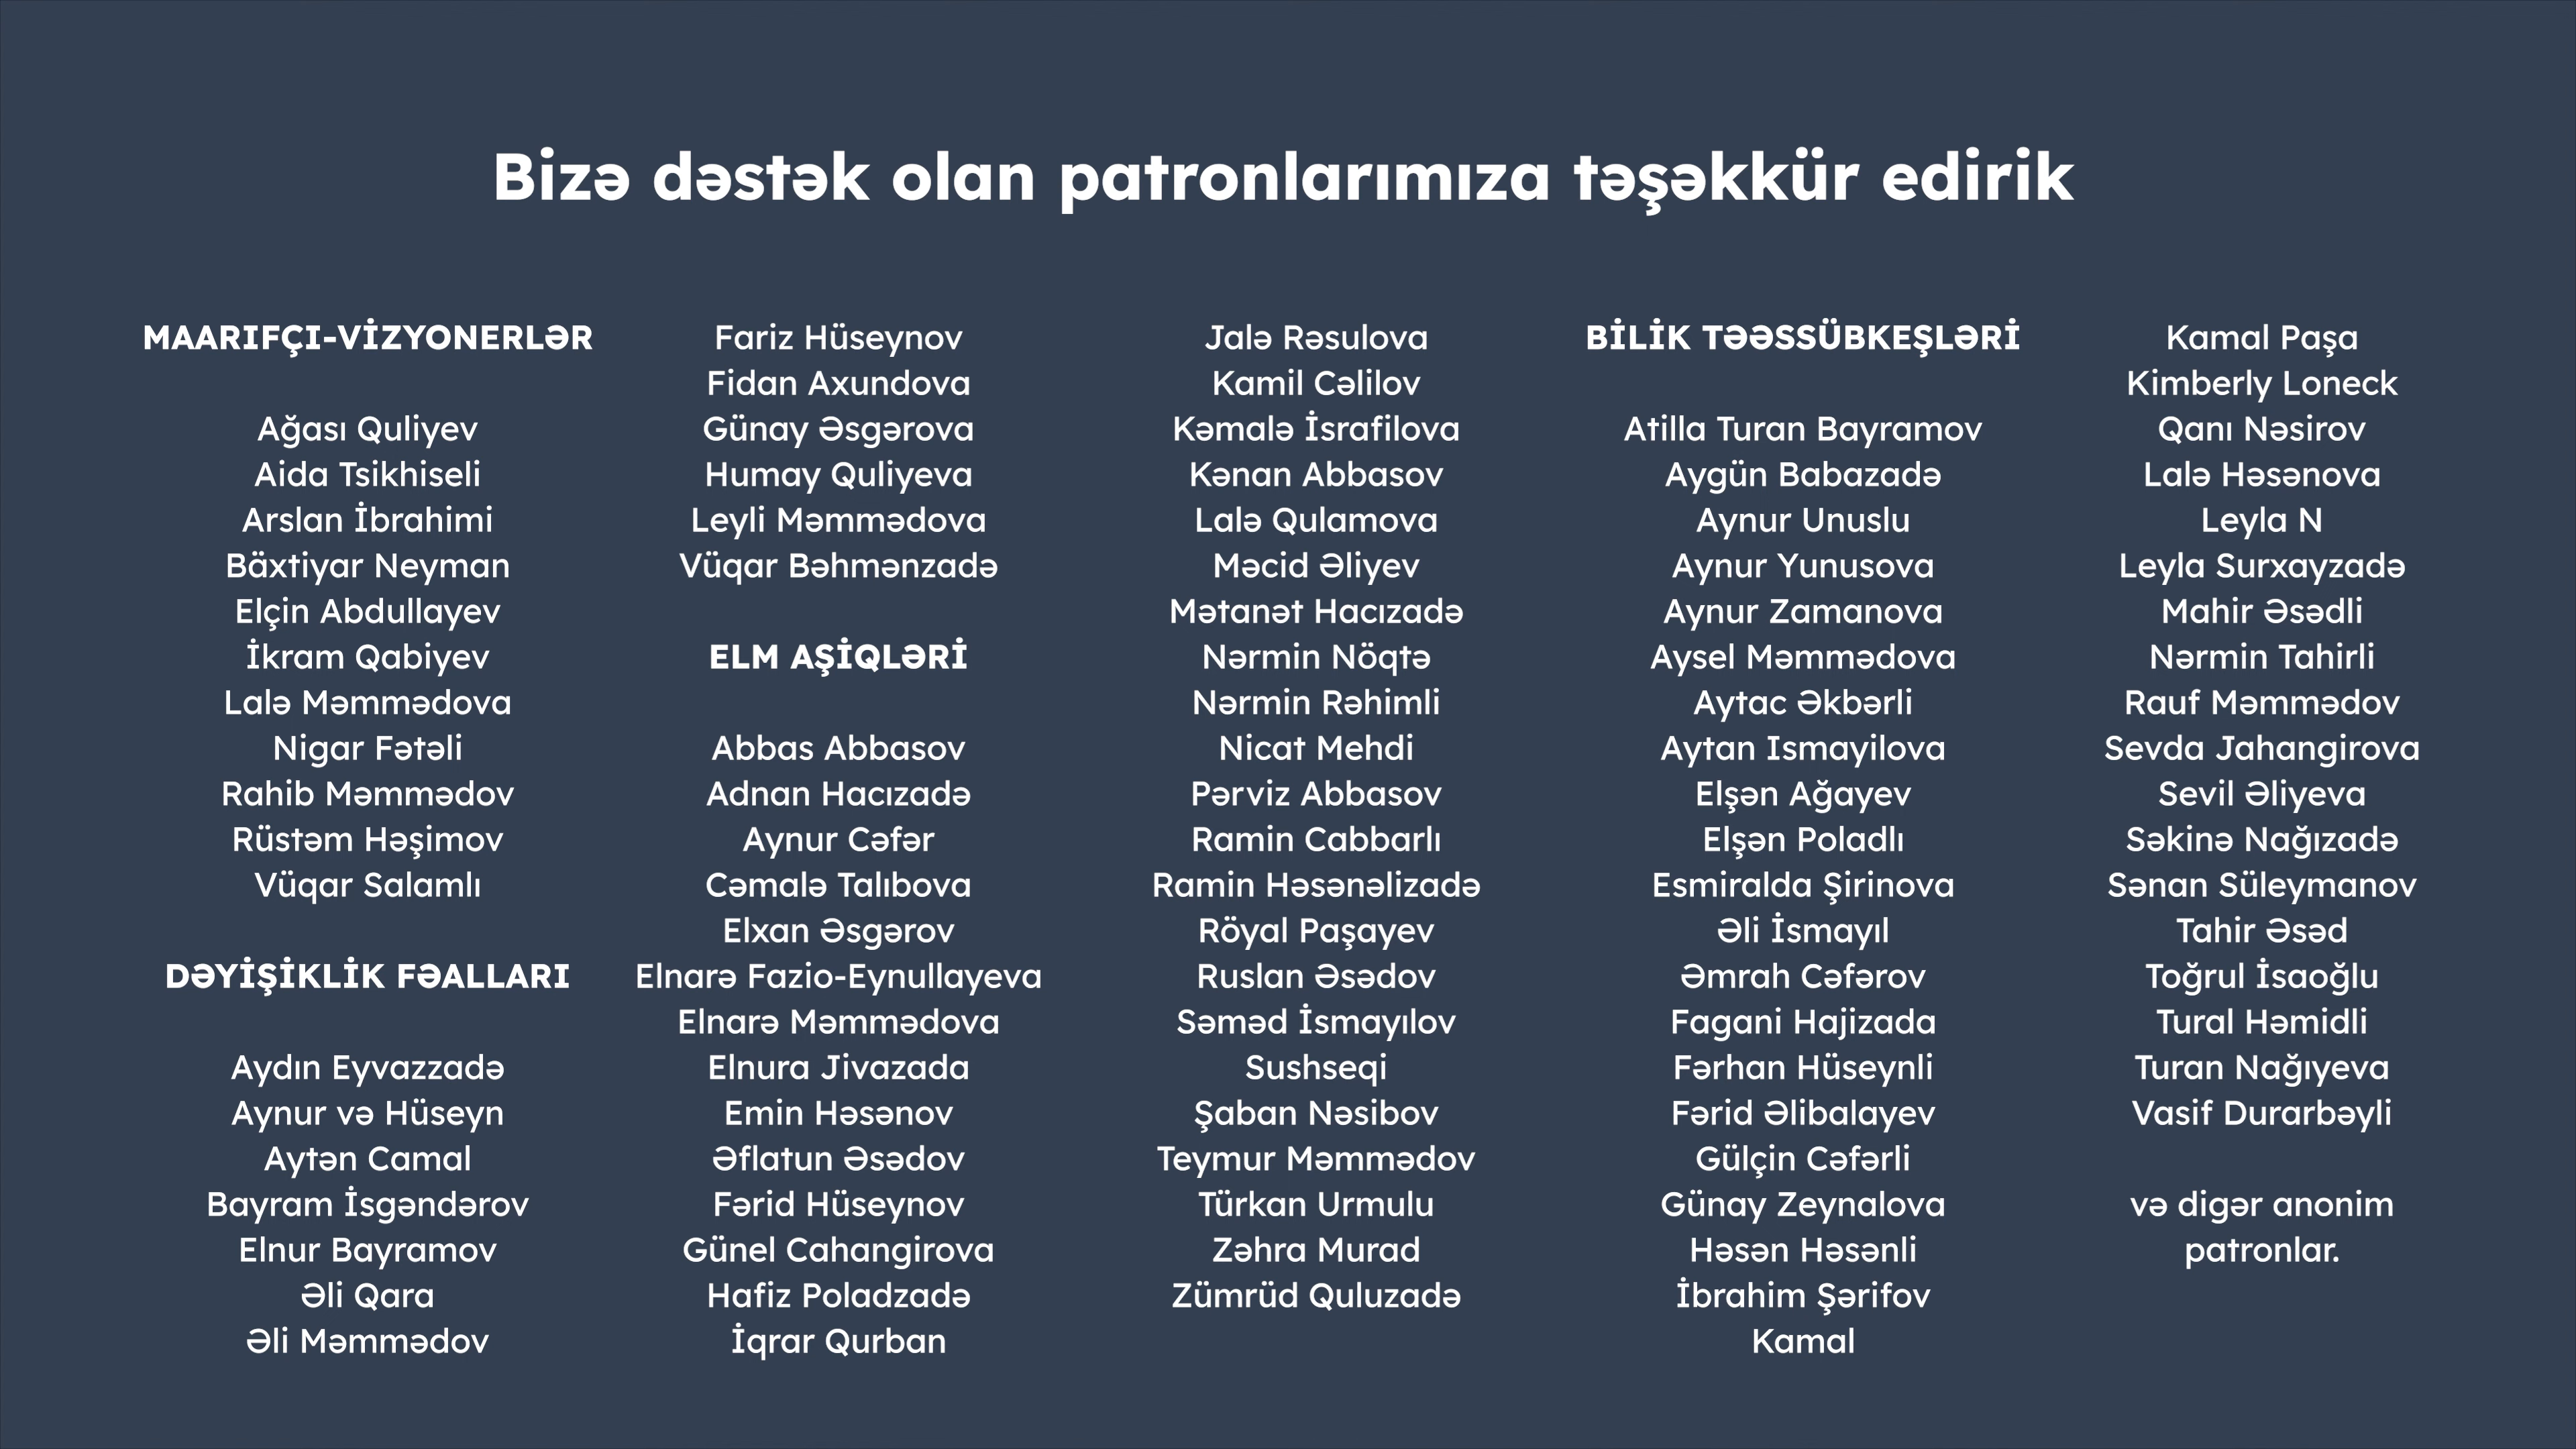 Bizə dəstək olan patronlarımıza təşəkkür edirik
MAARIFÇI-VİZYONERLƏR
Ağası Quliyev
Aida Tsikhiseli
Arslan İbrahimi
Bäxtiyar Neyman
Elçin Abdullayev
İkram Qabiyev
Lalə Məmmədova
Nigar Fətəli
Rahib Məmmədov
Rüstəm Həşimov
Vüqar Salamlı
DƏYİŞİKLİK FƏALLARI
Aydın Eyvazzadə
Aynur və Hüseyn
Aytən Camal
Bayram İsgəndərov
Elnur Bayramov
Əli Qara
Əli Məmmədov
Fariz Hüseynov
Fidan Axundova
Günay Əsgərova
Humay Quliyeva
Leyli Məmmədova
Vüqar Bəhmənzadə
ELM AŞİQLƏRİ
Abbas Abbasov
Adnan Hacızadə
Aynur Cəfər
Cəmalə Talıbova
Elxan Əsgərov
Elnarə Fazio-Eynullayeva
Elnarə Məmmədova
Elnura Jivazada
Emin Həsənov
Əflatun Əsədov
Fərid Hüseynov
Günel Cahangirova
Hafiz Poladzadə
İqrar Qurban
Jalə Rəsulova
Kamil Cəlilov
Kəmalə İsrafilova
Kənan Abbasov
Lalə Qulamova
Məcid Əliyev
Mətanət Hacızadə
Nərmin Nöqtə
Nərmin Rəhimli
Nicat Mehdi
Pərviz Abbasov
Ramin Cabbarlı
Ramin Həsənəlizadə
Röyal Paşayev
Ruslan Əsədov
Səməd İsmayılov
Sushseqi
Şaban Nəsibov
Teymur Məmmədov
Türkan Urmulu
Zəhra Murad
Zümrüd Quluzadə
BİLİK TƏƏSSÜBKEŞLƏRİ
Atilla Turan Bayramov
Aygün Babazadə
Aynur Unuslu
Aynur Yunusova
Aynur Zamanova
Aysel Məmmədova
Aytac Əkbərli
Aytan Ismayilova
Elşən Ağayev
Elşən Poladlı
Esmiralda Şirinova
Əli İsmayıl
Əmrah Cəfərov
Fagani Hajizada
Fərhan Hüseynli
Fərid Əlibalayev
Gülçin Cəfərli
Günay Zeynalova
Həsən Həsənli
İbrahim Şərifov
Kamal
Kamal Paşa
Kimberly Loneck
Qanı Nəsirov
Lalə Həsənova
Leyla N
Leyla Surxayzadə
Mahir Əsədli
Nərmin Tahirli
Rauf Məmmədov
Sevda Jahangirova
Sevil Əliyeva
Səkinə Nağızadə
Sənan Süleymanov
Tahir Əsəd
Toğrul İsaoğlu
Tural Həmidli
Turan Nağıyeva
Vasif Durarbəyli
və digər anonim
patronlar.